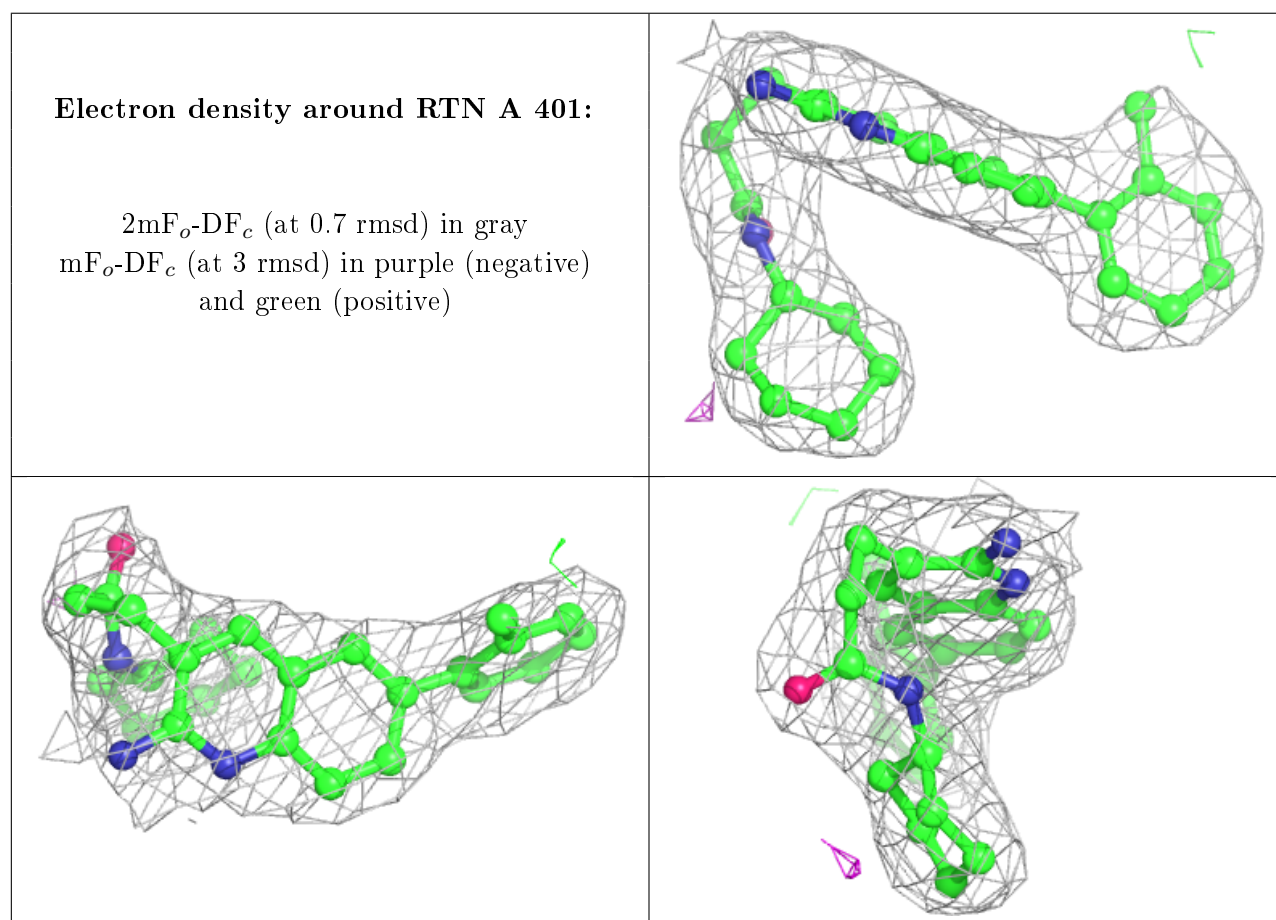 Electron density around RTN A 401:
2mFo-DFc (at 0.7 rmsd) in gray
mFo-DFc (at 3 rmsd) in purple (negative)
and green (positive)